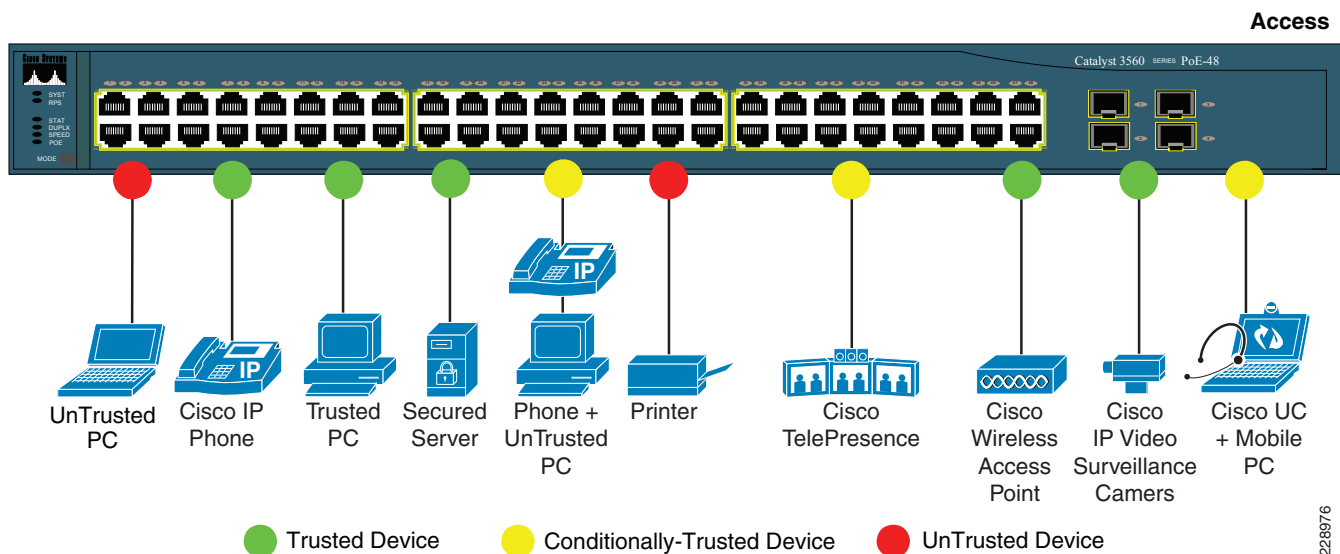 Access
CISCO SYSTEMS
Catalyst 3560 SERIES PoE-48
SYST
RPS
STAT
DUPLX
SPEED
POE
MODE
IP
IP
UnTrusted
PC
Cisco IP
Phone
Trusted
PC
Secured
Server
Phone +
UnTrusted
PC
Printer
Cisco
TelePresence
Cisco
Wireless
Access
Point
Cisco
IP Video
Surveillance
Camers
Cisco UC
+ Mobile
PC
Trusted Device
Conditionally-Trusted Device
UnTrusted Device
228976